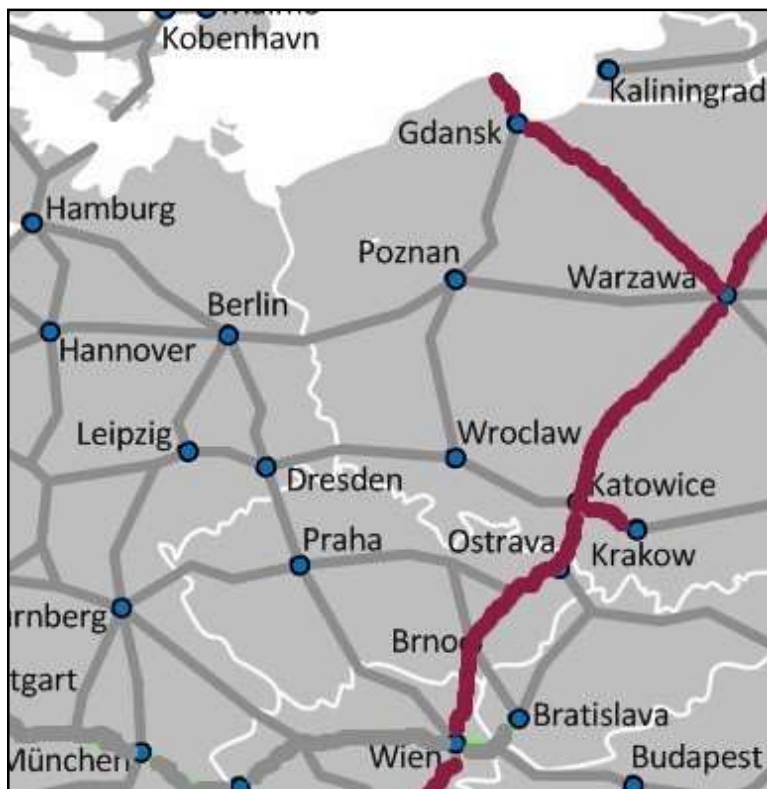 Kobenhavn
Kaliningrad
Gdansk
Hamburg
Poznan
Warzawa
Berlin
Hannover
Leipzig
Wroclaw
Dresden
Katowice
Praha
Ostrava
Krakow
Brno
Bratislava
Wien
München
Budapest